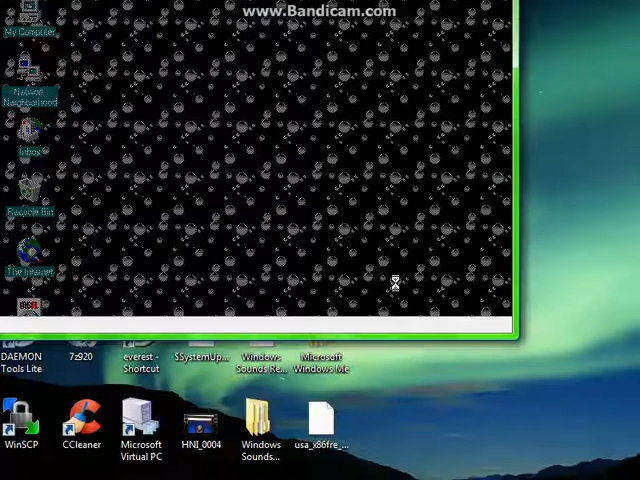 www.Bandicam.com
My Computer
Network
Neighborhood
Inbox
Recycle Bin
The Internet
DAEMON
Tools Lite
7z920
everest -
Shortcut
$SystemUp...
Windows
Sounds Re...
Microsoft
Windows Me
WinSCP
CCleaner
Microsoft
Virtual PC
HNI_0004
Windows
Sounds...
usa_x86fre_...